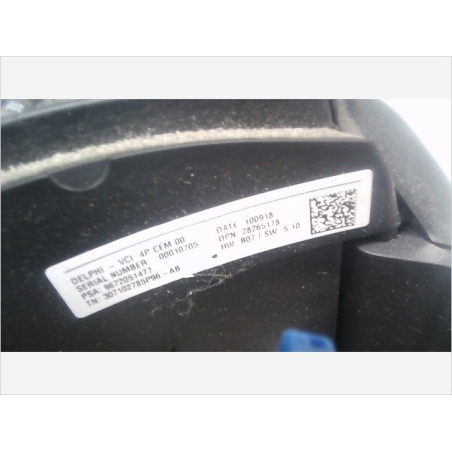 DELPHI - VCI 4P CEM 00
SERIAL NUMBER: 00010705
PSA: 9672051477
TN: 307102785P06-AB
DATE 100918
DPN 28265178
HW B07 / SW 5.10